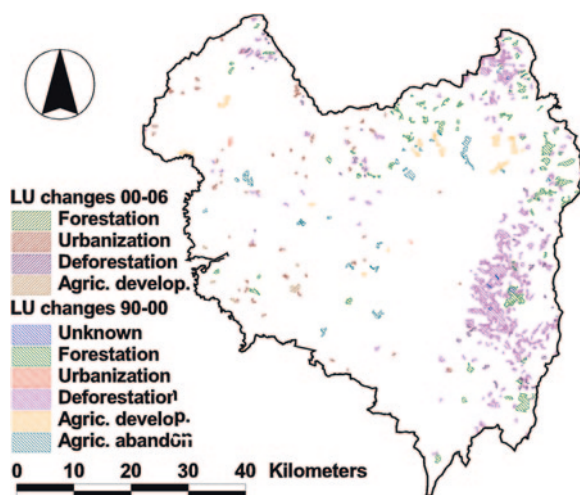 LU changes 00-06
Forestation
Urbanization
Deforestation
Agric. develop.
LU changes 90-00
Unknown
Forestation
Urbanization
Deforestation
Agric. develop.
Agric. abandon
0 10 20 30 40 Kilometers